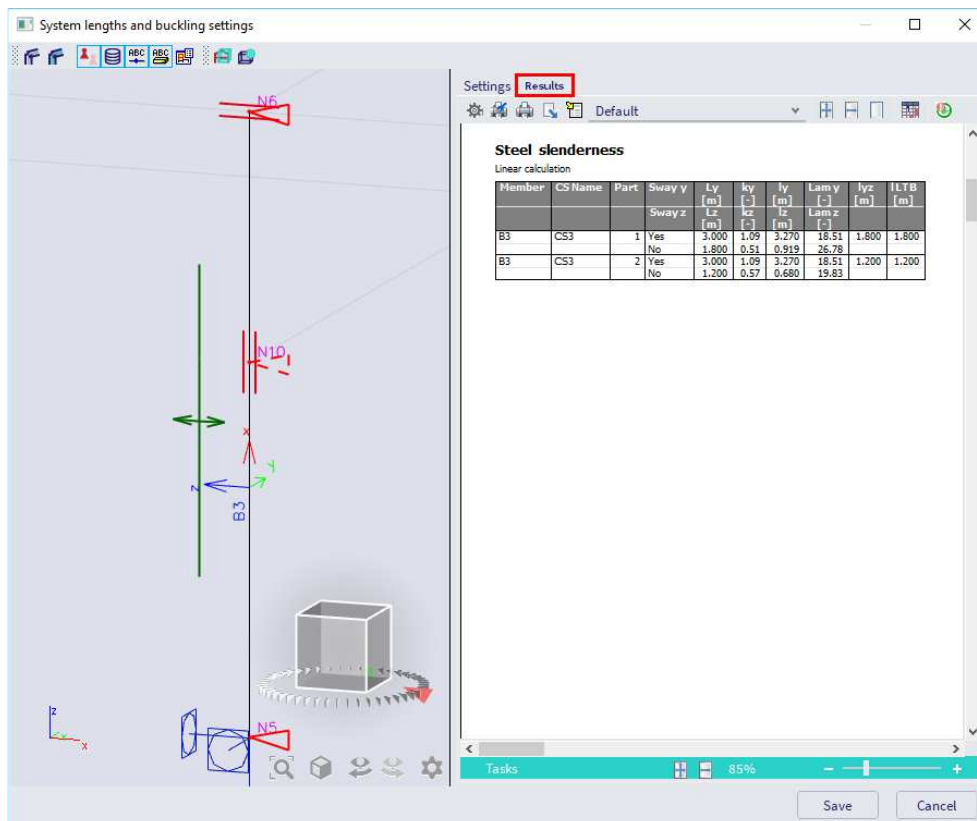 System lengths and buckling settings
ABC ABC
N6
N10
x
y
z
B3
N5
z
y
x
Settings Results
Default
Steel slenderness
Linear calculation
Member CS Name Part Sway y Ly [m] ky [-] ly [m] Lam y [-] lyz [m] lLTB [m]
Sway z Lz [m] kz [-] lz [m] Lam z [-]
B3 CS3 1 Yes 3.000 1.09 3.270 18.51 1.800 1.800
No 1.800 0.51 0.919 26.78
B3 CS3 2 Yes 3.000 1.09 3.270 18.51 1.200 1.200
No 1.200 0.57 0.680 19.83
Tasks 85%
Save Cancel